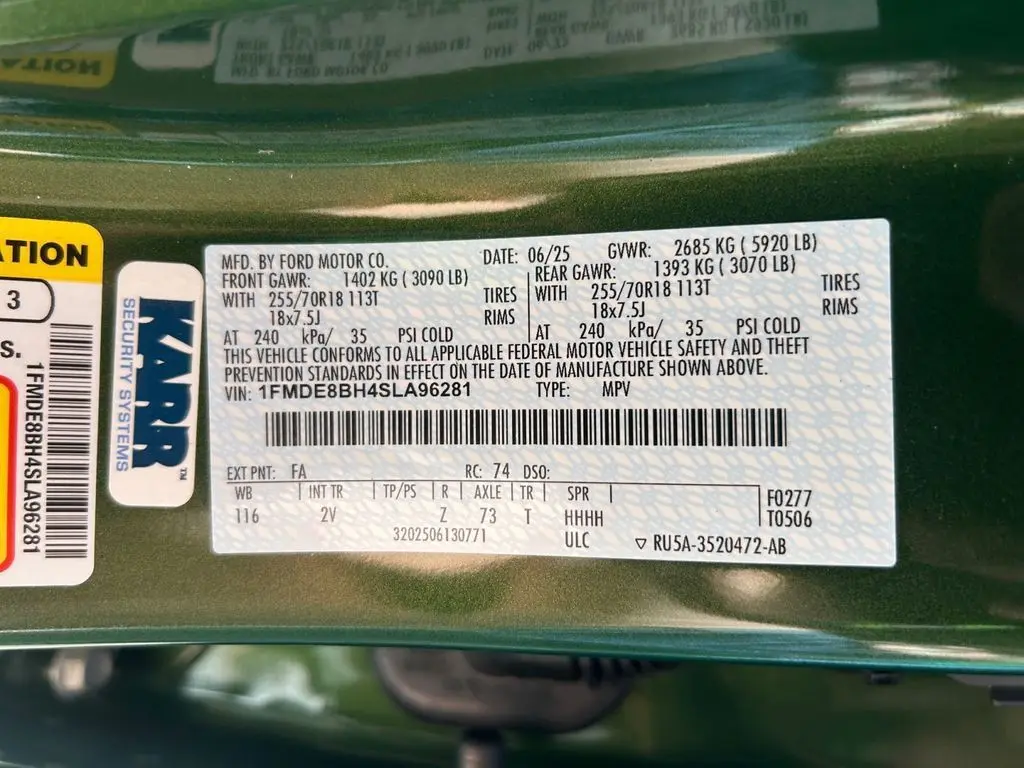 ATION
3
S.
1FMDE8BH4SLA96281
KARR™
SECURITY SYSTEMS
MFD. BY FORD MOTOR CO. DATE: 06/25 GVWR: 2685 KG ( 5920 LB)
FRONT GAWR: 1402 KG ( 3090 LB) REAR GAWR: 1393 KG ( 3070 LB)
WITH 255/70R18 113T TIRES WITH 255/70R18 113T TIRES
18x7.5J RIMS 18x7.5J RIMS
AT 240 kPa/ 35 PSI COLD AT 240 kPa/ 35 PSI COLD
THIS VEHICLE CONFORMS TO ALL APPLICABLE FEDERAL MOTOR VEHICLE SAFETY AND THEFT
PREVENTION STANDARDS IN EFFECT ON THE DATE OF MANUFACTURE SHOWN ABOVE.
VIN: 1FMDE8BH4SLA96281 TYPE: MPV
EXT PNT: FA RC: 74 DSO:
WB INT TR TP/PS R AXLE TR SPR F0277
116 2V Z 73 T HHHH T0506
3202506130771 ULC ▽ RU5A-3520472-AB